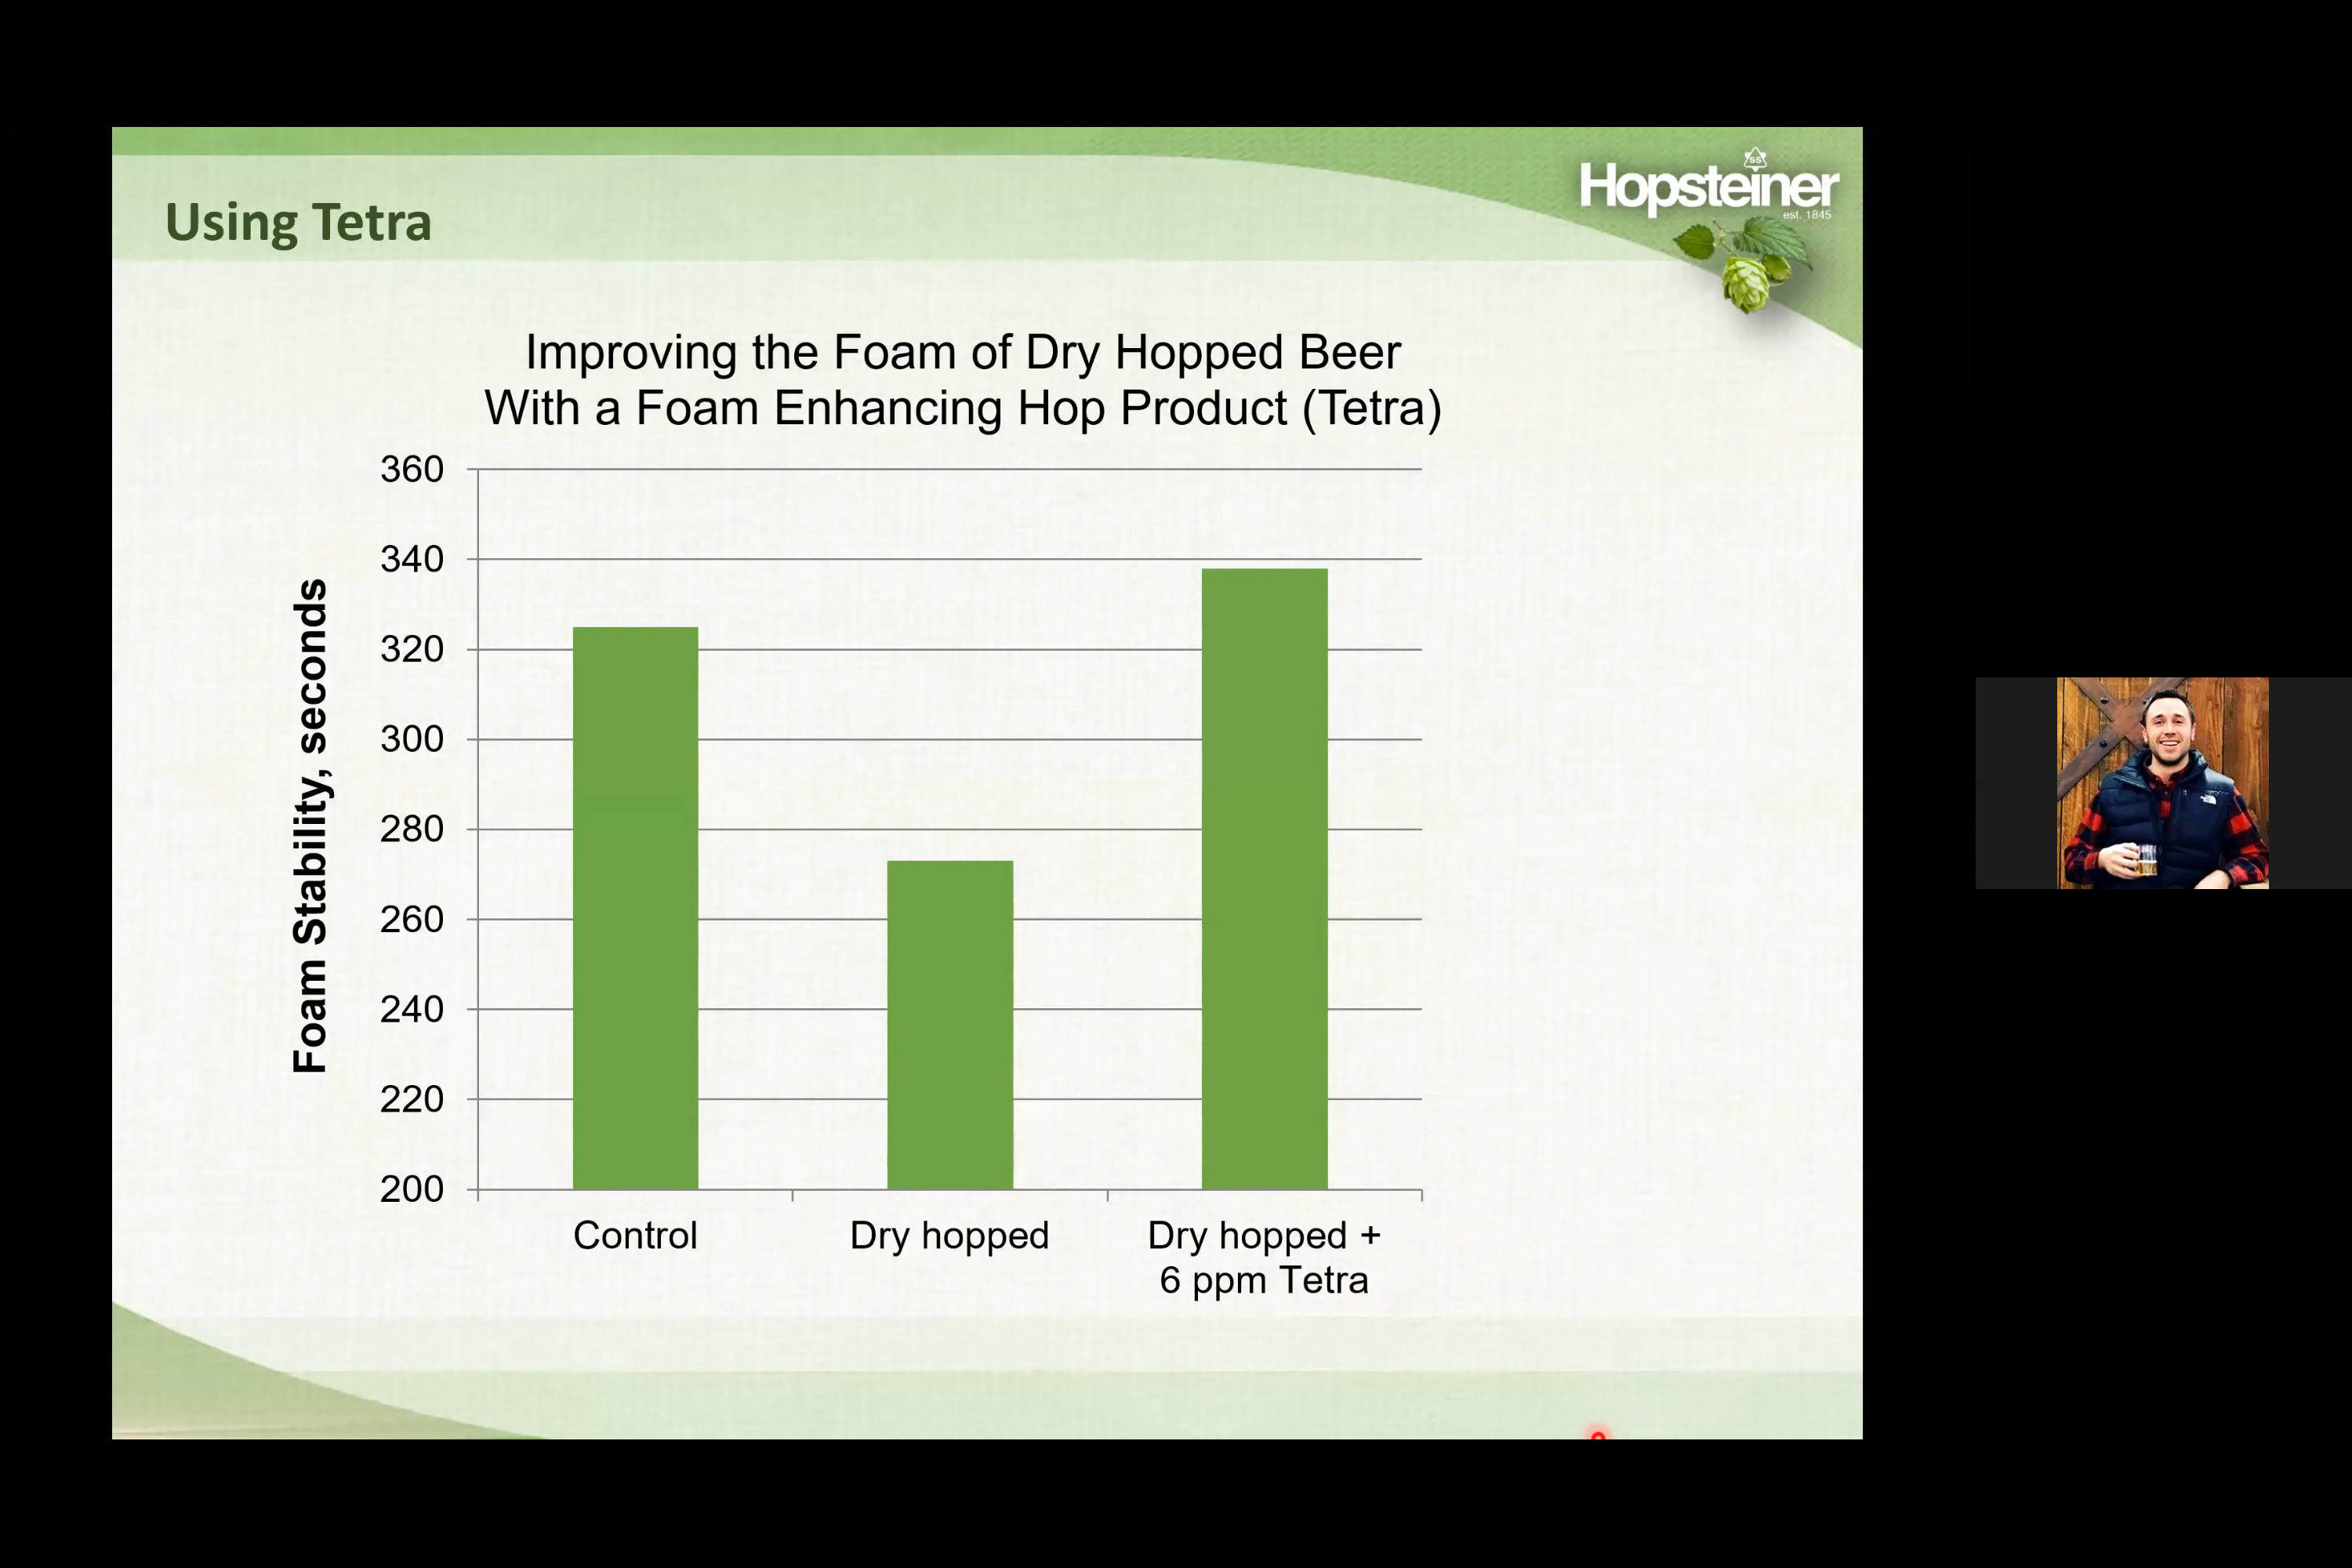 Using Tetra
SS
Hopsteiner
est. 1845
Improving the Foam of Dry Hopped Beer
With a Foam Enhancing Hop Product (Tetra)
Foam Stability, seconds
360
340
320
300
280
260
240
220
200
Control
Dry hopped
Dry hopped +
6 ppm Tetra